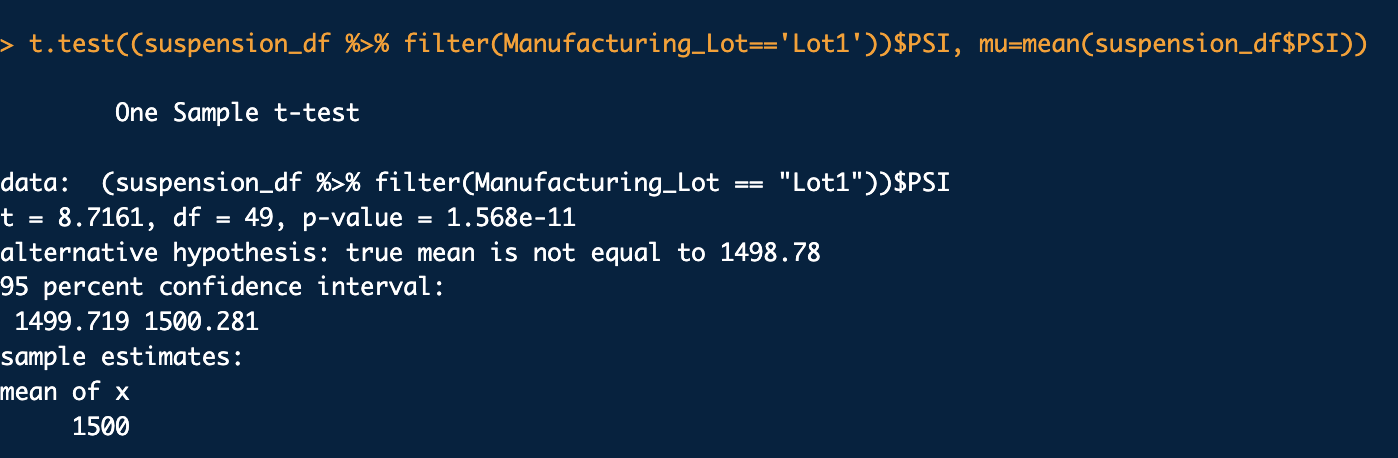 > t.test((suspension_df %>% filter(Manufacturing_Lot=='Lot1'))$PSI, mu=mean(suspension_df$PSI))
One Sample t-test
data:  (suspension_df %>% filter(Manufacturing_Lot == "Lot1"))$PSI
t = 8.7161, df = 49, p-value = 1.568e-11
alternative hypothesis: true mean is not equal to 1498.78
95 percent confidence interval:
1499.719 1500.281
sample estimates:
mean of x
1500